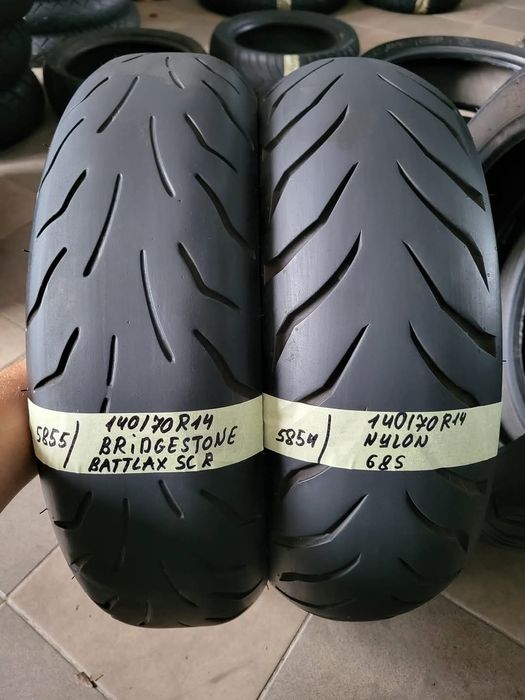 5855/
140/70R14
BRiDGESTONE
BATTLAX SC R
5854/
140/70R14
NYLON
68S